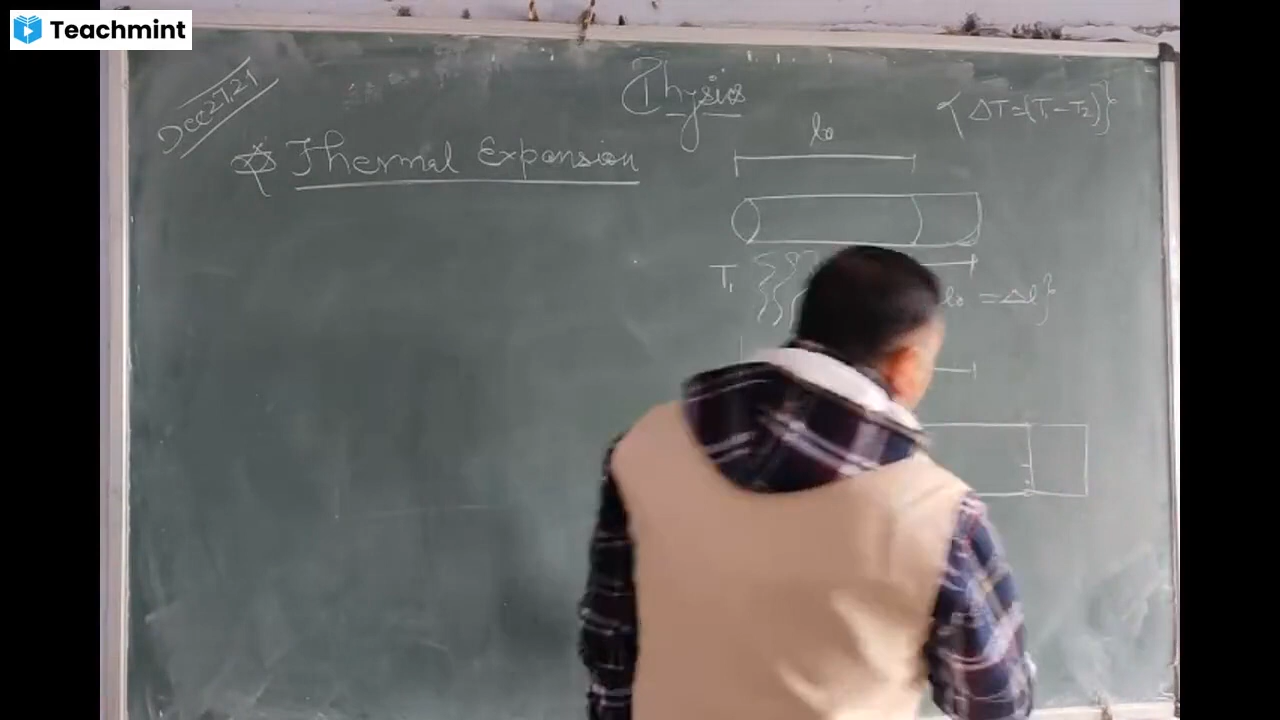 Teachmint
Dec 27, 21
Physics
{ ΔT = (T₁ - T₂) }
Thermal Expansion
l₀
T₁
l₀ = Δl }